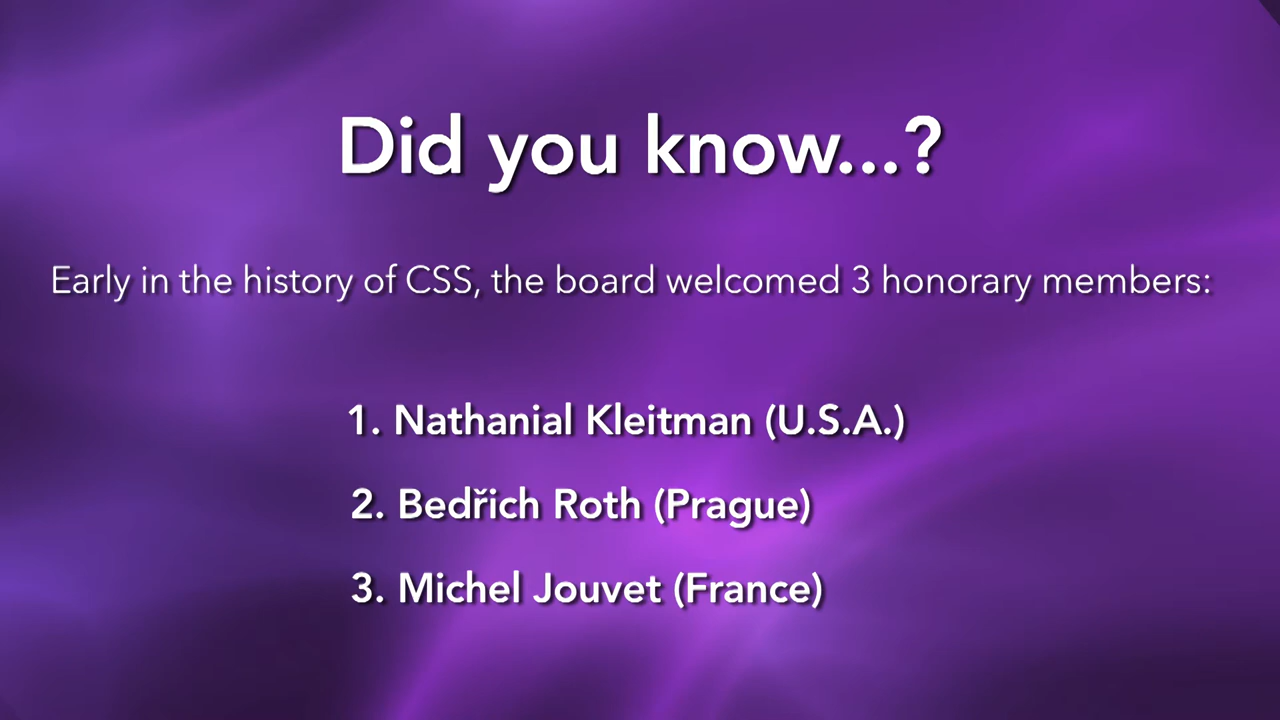 Did you know...?
Early in the history of CSS, the board welcomed 3 honorary members:
1. Nathanial Kleitman (U.S.A.)
2. Bedřich Roth (Prague)
3. Michel Jouvet (France)